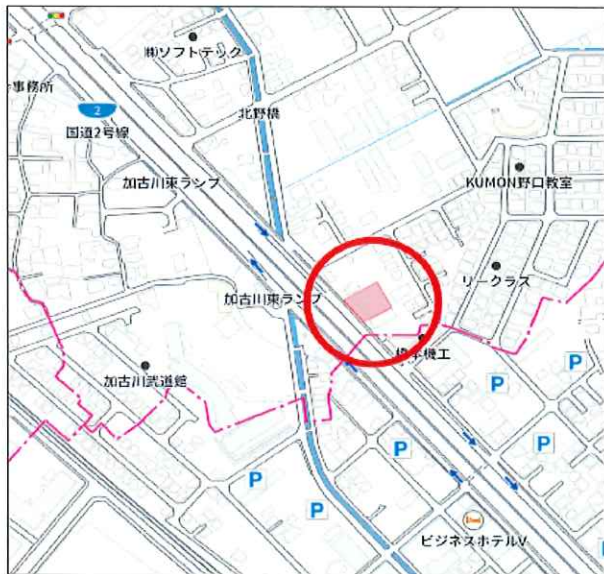 ㈱ソフトテック
事務所
2
国道2号線
北野橋
加古川東ランプ
KUMON野口教室
リークラス
加古川東ランプ
加古川武道館
P
P
P
P
P
P
ビジネスホテルV